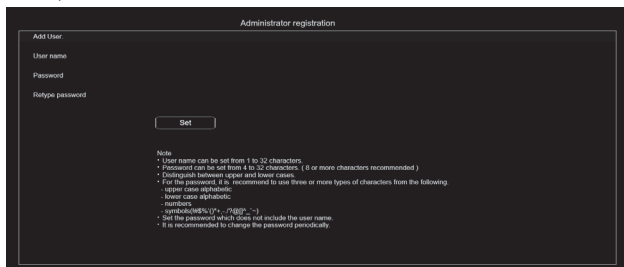 Administrator registration
Add User.
User name
Password
Retype password
Set
Note
・User name can be set from 1 to 32 characters.
・Password can be set from 4 to 32 characters. ( 8 or more characters recommended )
・Distinguish between upper and lower cases.
・For the password, it is recommend to use three or more types of characters from the following.
- upper case alphabetic
- lower case alphabetic
- numbers
- symbols(!#$%'()*+,-./?@[]^_`~)
・Set the password which does not include the user name.
・It is recommended to change the password periodically.